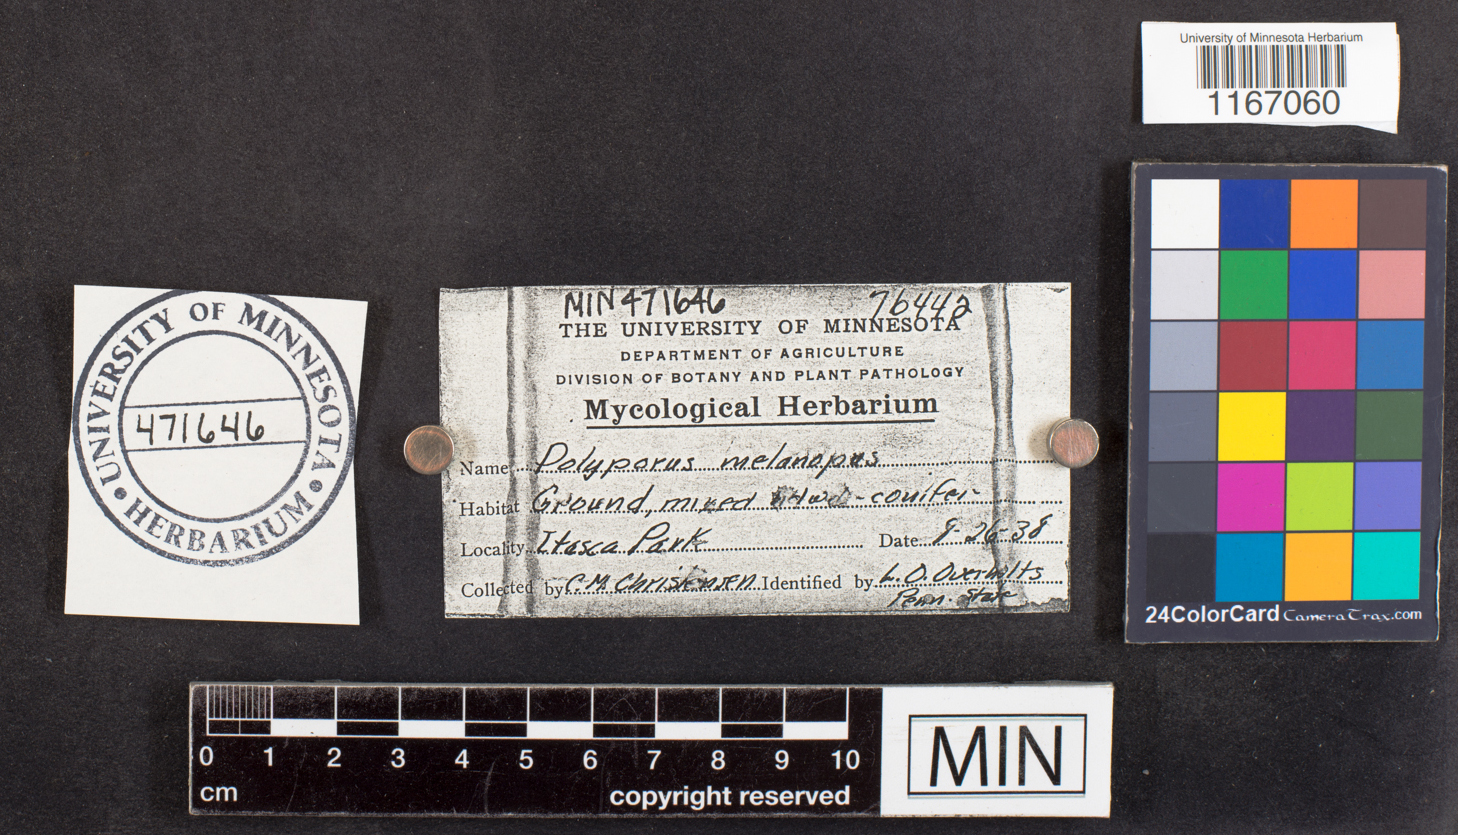 University of Minnesota Herbarium
1167060
UNIVERSITY OF MINNESOTA
HERBARIUM
471646
MIN 471646 76442
THE UNIVERSITY OF MINNESOTA
DEPARTMENT OF AGRICULTURE
DIVISION OF BOTANY AND PLANT PATHOLOGY
Mycological Herbarium
Name Polyporus melanopus
Habitat Ground, mixed hdwd-conifer
Locality Itasca Park Date 9-26-38
Collected by C.M. Christensen Identified by L.O. Overholts
Penn. State
24ColorCard CameraTrax.com
0 1 2 3 4 5 6 7 8 9 10
cm
copyright reserved
MIN